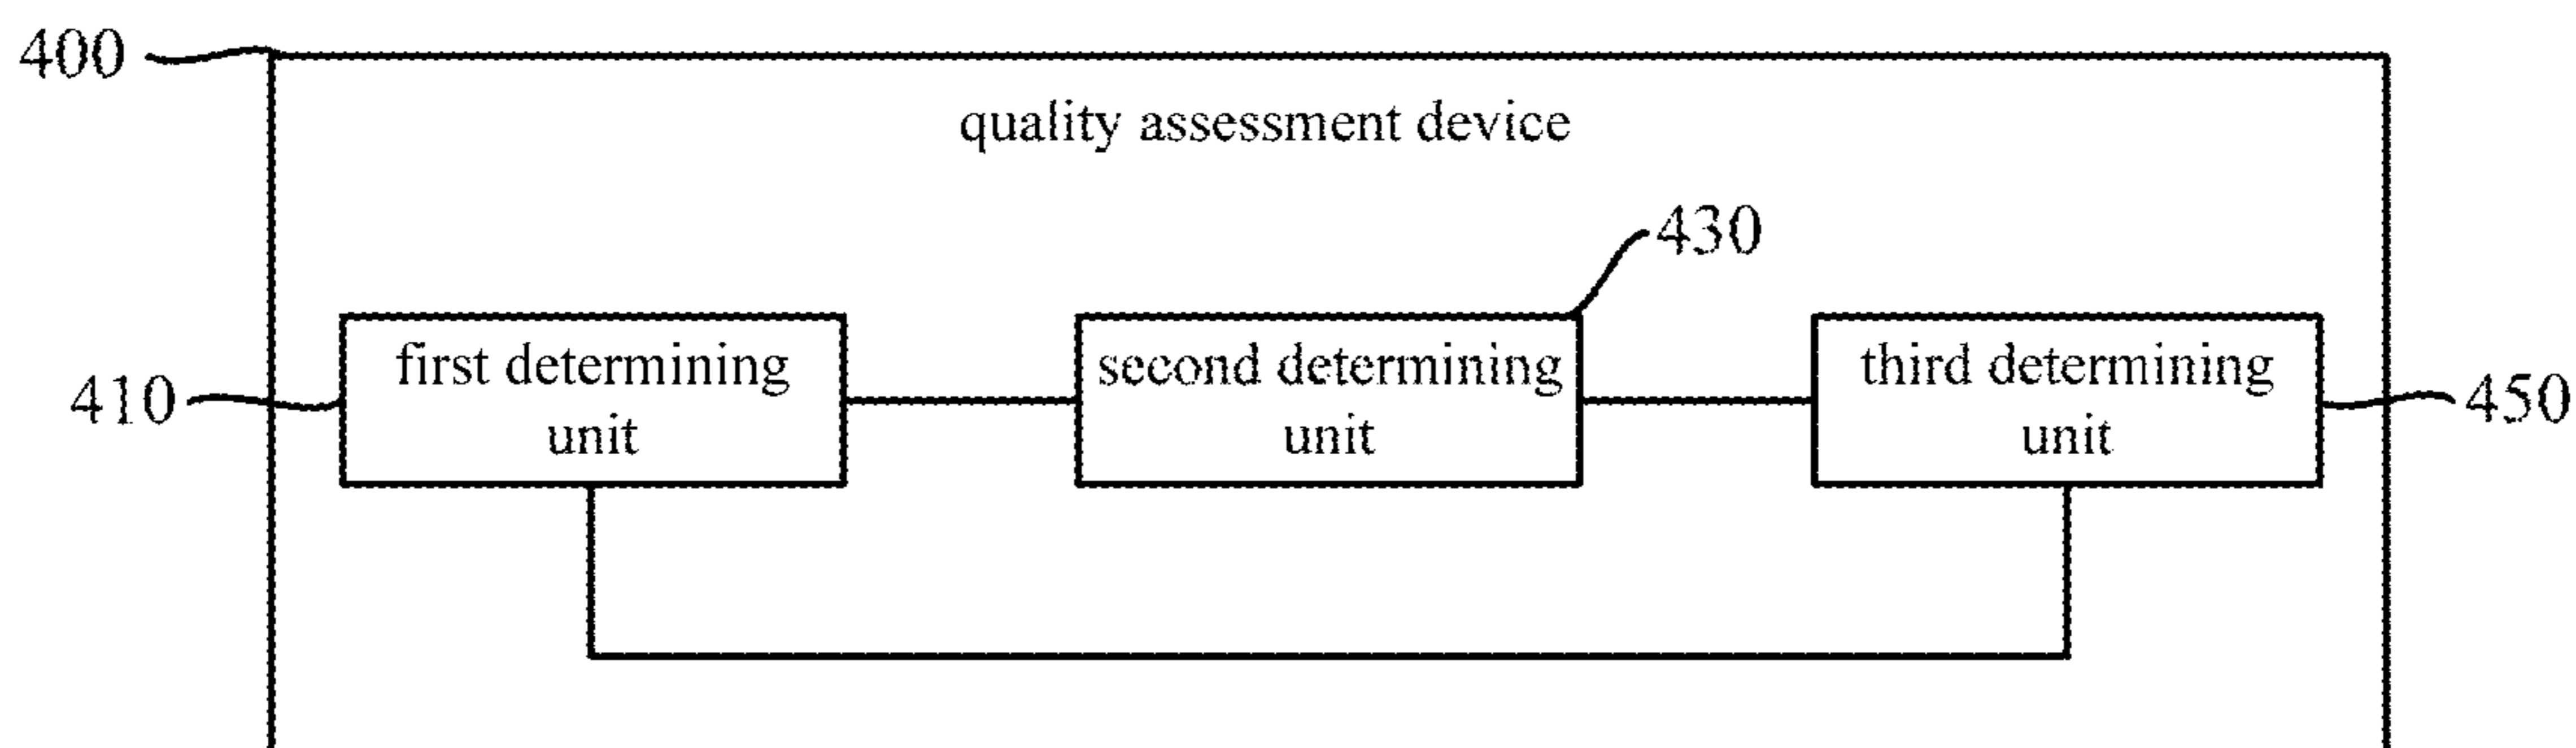 400
quality assessment device
430
first determining
unit
second determining
unit
third determining
unit
410
450